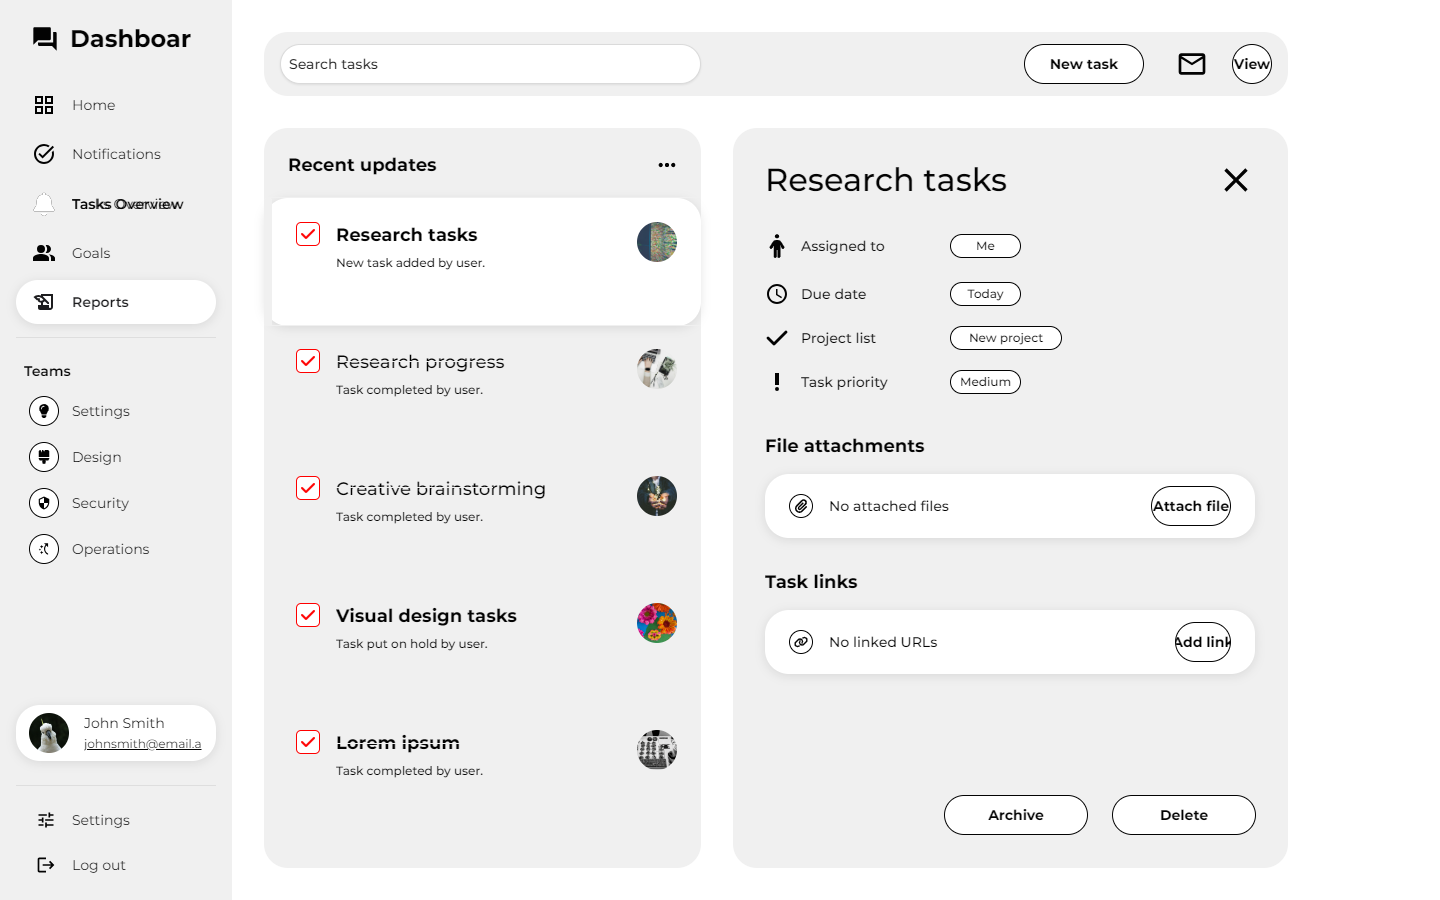 Dashboar
Home
Notifications
Tasks Overview
Goals
Reports
Teams
Settings
Design
Security
Operations
John Smith
johnsmith@email.a
Settings
Log out
Search tasks
New task
View
Recent updates
Research tasks
New task added by user.
Research progress
Task completed by user.
Creative brainstorming
Task completed by user.
Visual design tasks
Task put on hold by user.
Lorem ipsum
Task completed by user.
Research tasks
Assigned to Me
Due date Today
Project list New project
Task priority Medium
File attachments
No attached files Attach file
Task links
No linked URLs Add link
Archive Delete